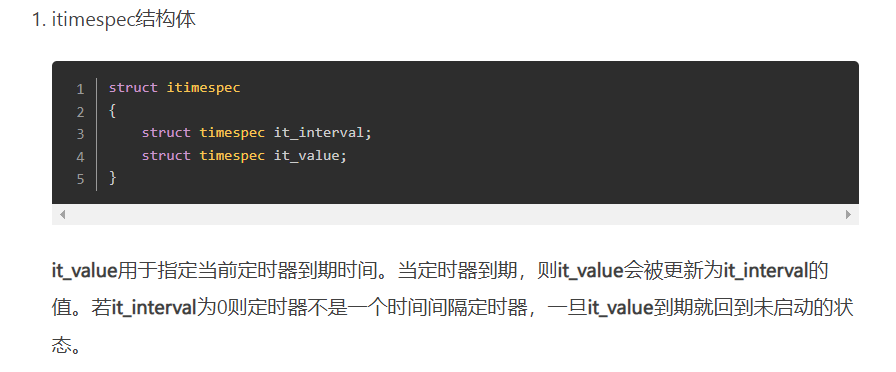 1. itimespec结构体
1 struct itimespec
2 {
3     struct timespec it_interval;
4     struct timespec it_value;
5 }
it_value用于指定当前定时器到期时间。当定时器到期，则it_value会被更新为it_interval的
值。若it_interval为0则定时器不是一个时间间隔定时器，一旦it_value到期就回到未启动的状
态。